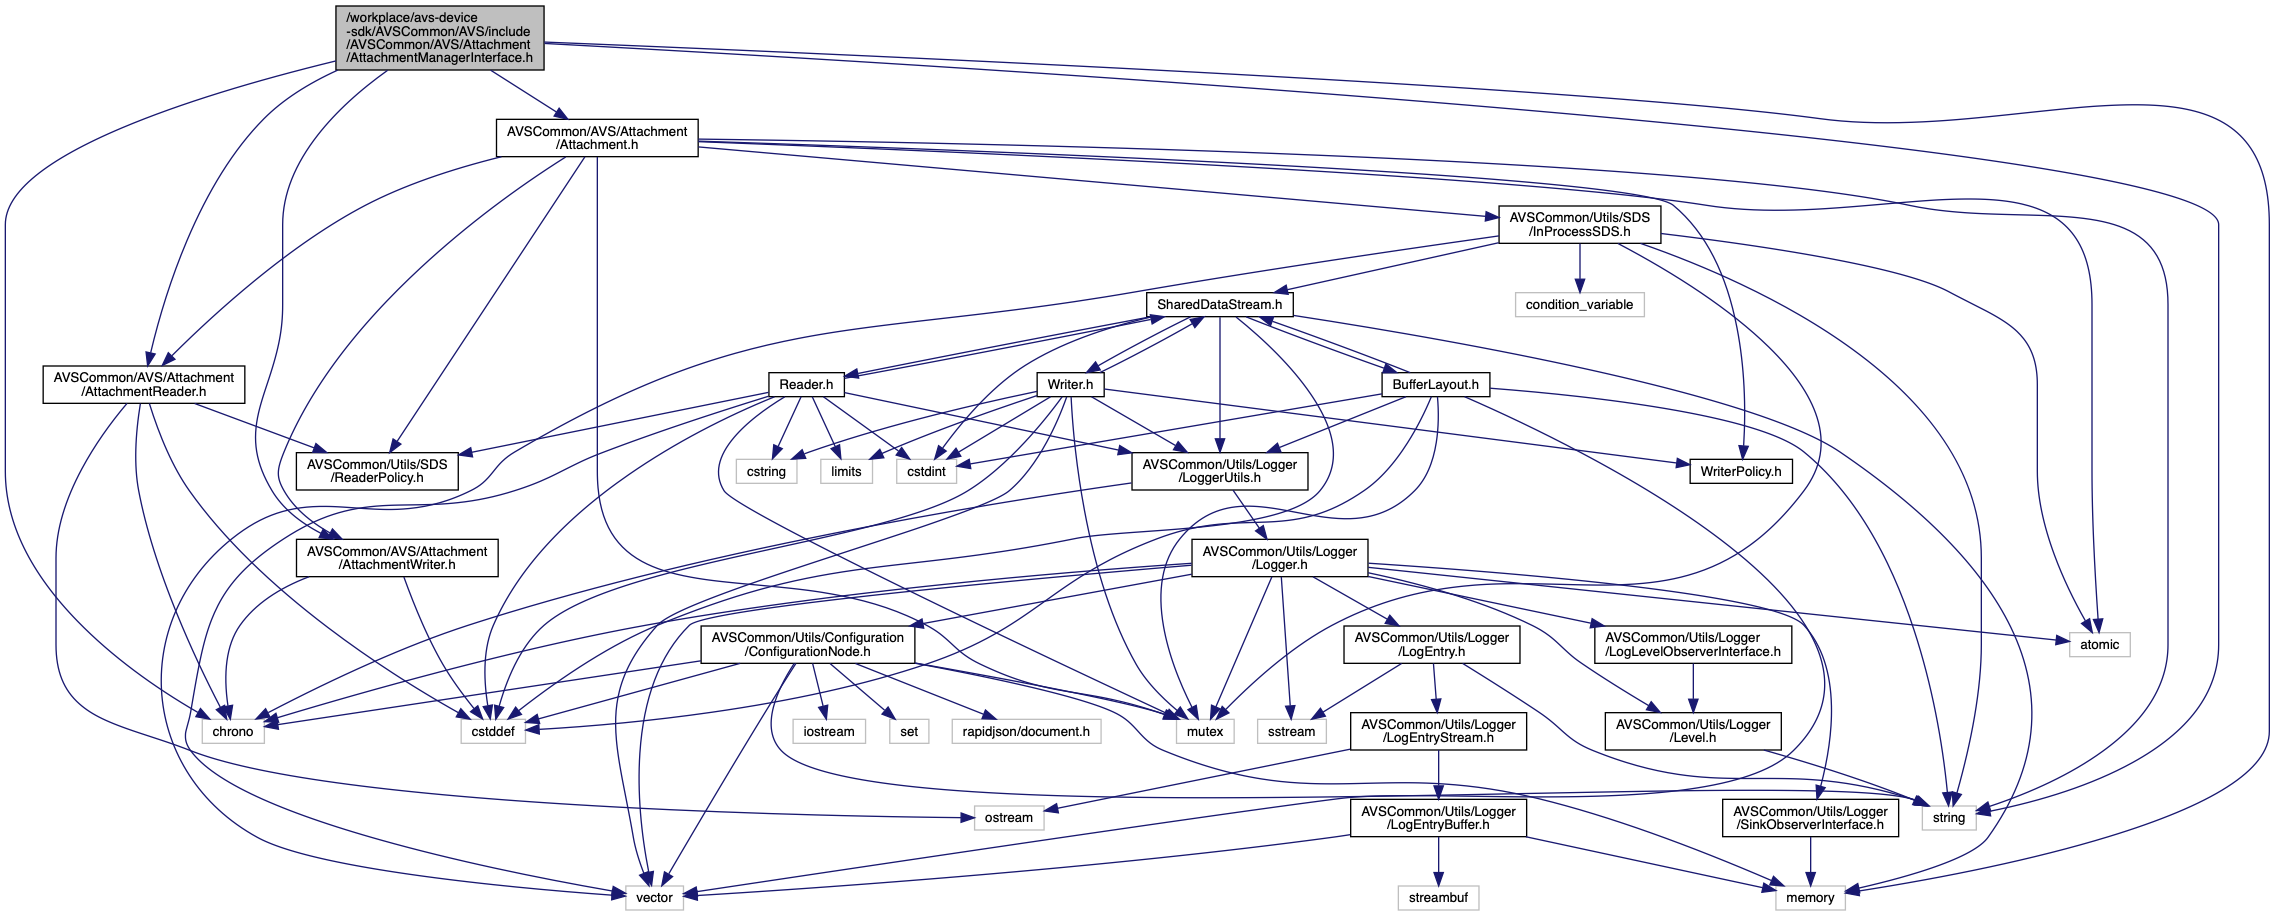 /workplace/avs-device
-sdk/AVSCommon/AVS/include
/AVSCommon/AVS/Attachment
/AttachmentManagerInterface.h
AVSCommon/AVS/Attachment
/Attachment.h
AVSCommon/Utils/SDS
/InProcessSDS.h
SharedDataStream.h
condition_variable
AVSCommon/AVS/Attachment
/AttachmentReader.h
Reader.h
Writer.h
BufferLayout.h
AVSCommon/Utils/SDS
/ReaderPolicy.h
cstring
limits
cstdint
AVSCommon/Utils/Logger
/LoggerUtils.h
WriterPolicy.h
AVSCommon/AVS/Attachment
/AttachmentWriter.h
AVSCommon/Utils/Logger
/Logger.h
AVSCommon/Utils/Configuration
/ConfigurationNode.h
AVSCommon/Utils/Logger
/LogEntry.h
AVSCommon/Utils/Logger
/LogLevelObserverInterface.h
atomic
chrono
cstddef
iostream
set
rapidjson/document.h
mutex
sstream
AVSCommon/Utils/Logger
/LogEntryStream.h
AVSCommon/Utils/Logger
/Level.h
ostream
AVSCommon/Utils/Logger
/LogEntryBuffer.h
AVSCommon/Utils/Logger
/SinkObserverInterface.h
string
vector
streambuf
memory